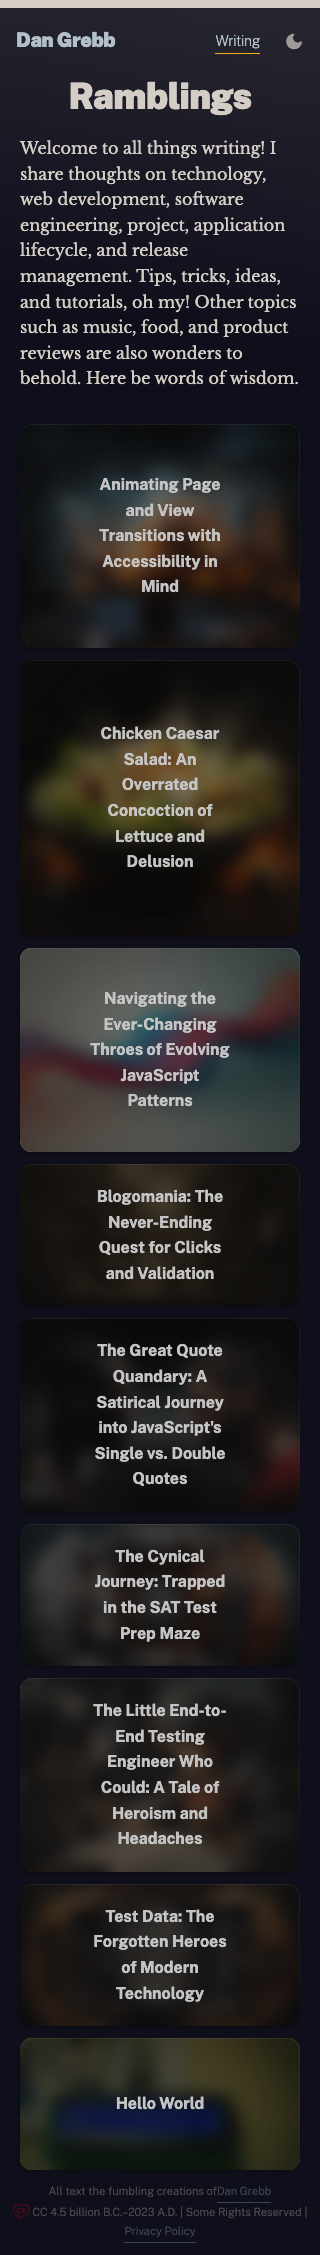 Dan Grebb
Writing
Ramblings
Welcome to all things writing! I
share thoughts on technology,
web development, software
engineering, project, application
lifecycle, and release
management. Tips, tricks, ideas,
and tutorials, oh my! Other topics
such as music, food, and product
reviews are also wonders to
behold. Here be words of wisdom.
Animating Page
and View
Transitions with
Accessibility in
Mind
Chicken Caesar
Salad: An
Overrated
Concoction of
Lettuce and
Delusion
Navigating the
Ever-Changing
Throes of Evolving
JavaScript
Patterns
Blogomania: The
Never-Ending
Quest for Clicks
and Validation
The Great Quote
Quandary: A
Satirical Journey
into JavaScript's
Single vs. Double
Quotes
The Cynical
Journey: Trapped
in the SAT Test
Prep Maze
The Little End-to-
End Testing
Engineer Who
Could: A Tale of
Heroism and
Headaches
Test Data: The
Forgotten Heroes
of Modern
Technology
Hello World
All text the fumbling creations ofDan Grebb
CC 4.5 billion B.C.–2023 A.D. | Some Rights Reserved |
Privacy Policy